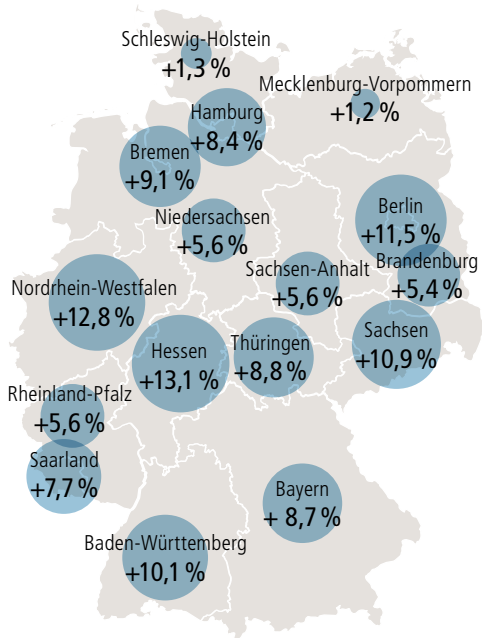 Schleswig-Holstein
+1,3 %
Mecklenburg-Vorpommern
+1,2 %
Hamburg
+8,4 %
Bremen
+9,1 %
Berlin
+11,5 %
Niedersachsen
+5,6 %
Brandenburg
+5,4 %
Sachsen-Anhalt
+5,6 %
Nordrhein-Westfalen
+12,8 %
Sachsen
+10,9 %
Hessen
+13,1 %
Thüringen
+8,8 %
Rheinland-Pfalz
+5,6 %
Saarland
+7,7 %
Bayern
+ 8,7 %
Baden-Württemberg
+10,1 %